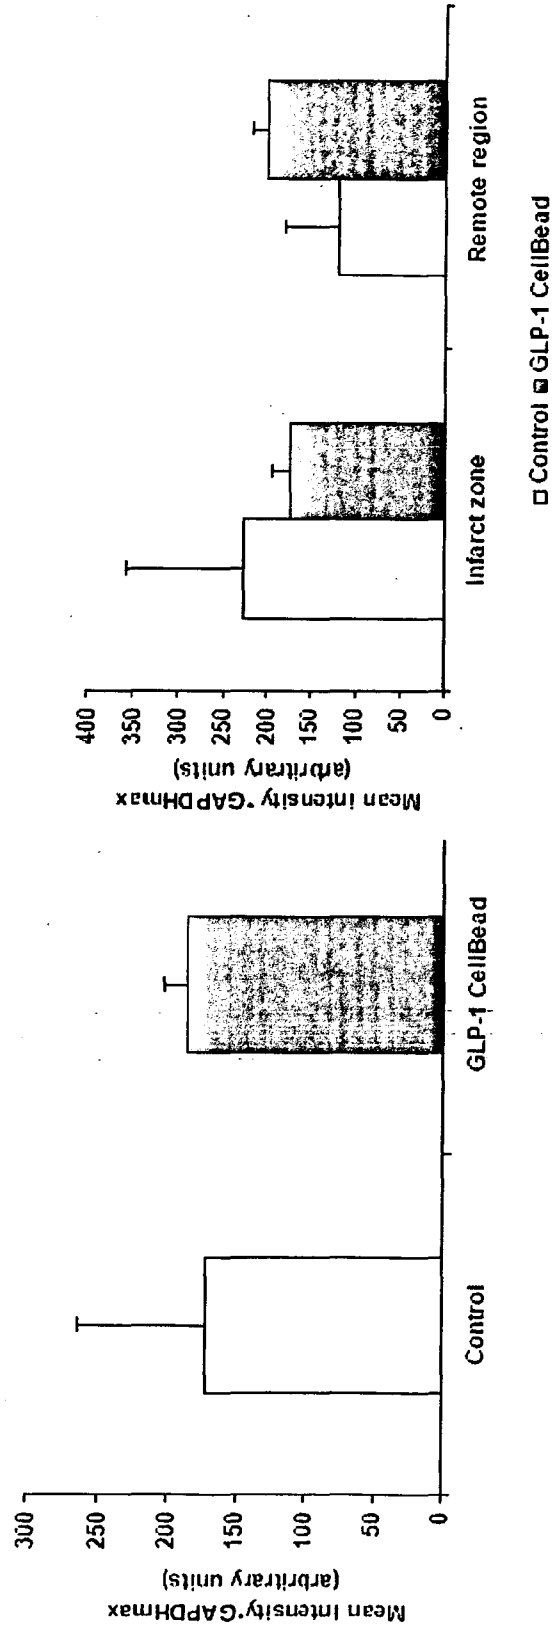 Mean Intensity*GAPDHmax
(arbitrary units)
300
250
200
150
100
50
0
Control
GLP-1 CellBead
Mean intensity*GAPDHmax
(arbitrary units)
400
350
300
250
200
150
100
50
0
Infarct zone
Remote region
Control GLP-1 CellBead